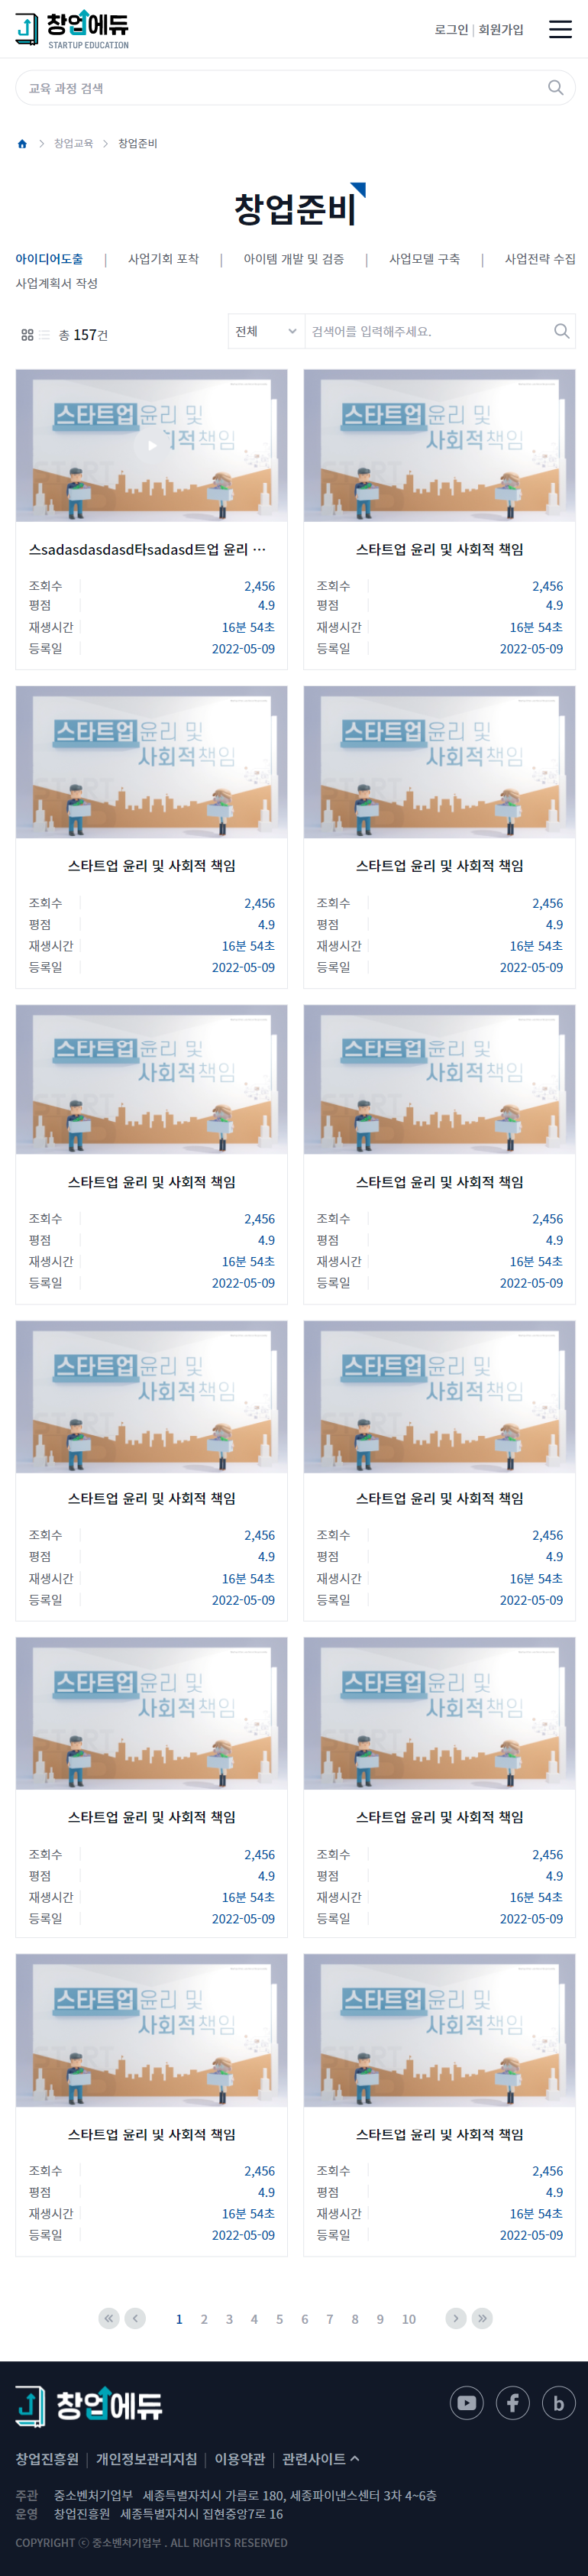 창업에듀
STARTUP EDUCATION
로그인 | 회원가입
교육 과정 검색
창업교육 > 창업준비
창업준비
아이디어도출 | 사업기회 포착 | 아이템 개발 및 검증 | 사업모델 구축 | 사업전략 수립
사업계획서 작성
총 157건
전체
검색어를 입력해주세요.
스타트업 윤리 및
사회적 책임
스sadasdasdasd타sadasd트업 윤리 …
조회수 2,456
평점 4.9
재생시간 16분 54초
등록일 2022-05-09
스타트업 윤리 및
사회적책임
스타트업 윤리 및 사회적 책임
조회수 2,456
평점 4.9
재생시간 16분 54초
등록일 2022-05-09
스타트업 윤리 및
사회적책임
스타트업 윤리 및 사회적 책임
조회수 2,456
평점 4.9
재생시간 16분 54초
등록일 2022-05-09
스타트업 윤리 및
사회적책임
스타트업 윤리 및 사회적 책임
조회수 2,456
평점 4.9
재생시간 16분 54초
등록일 2022-05-09
스타트업 윤리 및
사회적책임
스타트업 윤리 및 사회적 책임
조회수 2,456
평점 4.9
재생시간 16분 54초
등록일 2022-05-09
스타트업 윤리 및
사회적책임
스타트업 윤리 및 사회적 책임
조회수 2,456
평점 4.9
재생시간 16분 54초
등록일 2022-05-09
스타트업 윤리 및
사회적책임
스타트업 윤리 및 사회적 책임
조회수 2,456
평점 4.9
재생시간 16분 54초
등록일 2022-05-09
스타트업 윤리 및
사회적책임
스타트업 윤리 및 사회적 책임
조회수 2,456
평점 4.9
재생시간 16분 54초
등록일 2022-05-09
스타트업 윤리 및
사회적책임
스타트업 윤리 및 사회적 책임
조회수 2,456
평점 4.9
재생시간 16분 54초
등록일 2022-05-09
스타트업 윤리 및
사회적책임
스타트업 윤리 및 사회적 책임
조회수 2,456
평점 4.9
재생시간 16분 54초
등록일 2022-05-09
스타트업 윤리 및
사회적책임
스타트업 윤리 및 사회적 책임
조회수 2,456
평점 4.9
재생시간 16분 54초
등록일 2022-05-09
스타트업 윤리 및
사회적책임
스타트업 윤리 및 사회적 책임
조회수 2,456
평점 4.9
재생시간 16분 54초
등록일 2022-05-09
1 2 3 4 5 6 7 8 9 10
창업에듀
창업진흥원 | 개인정보관리지침 | 이용약관 | 관련사이트
주관 중소벤처기업부 세종특별자치시 가름로 180, 세종파이낸스센터 3차 4~6층
운영 창업진흥원 세종특별자치시 집현중앙7로 16
COPYRIGHT ⓒ 중소벤처기업부 . ALL RIGHTS RESERVED